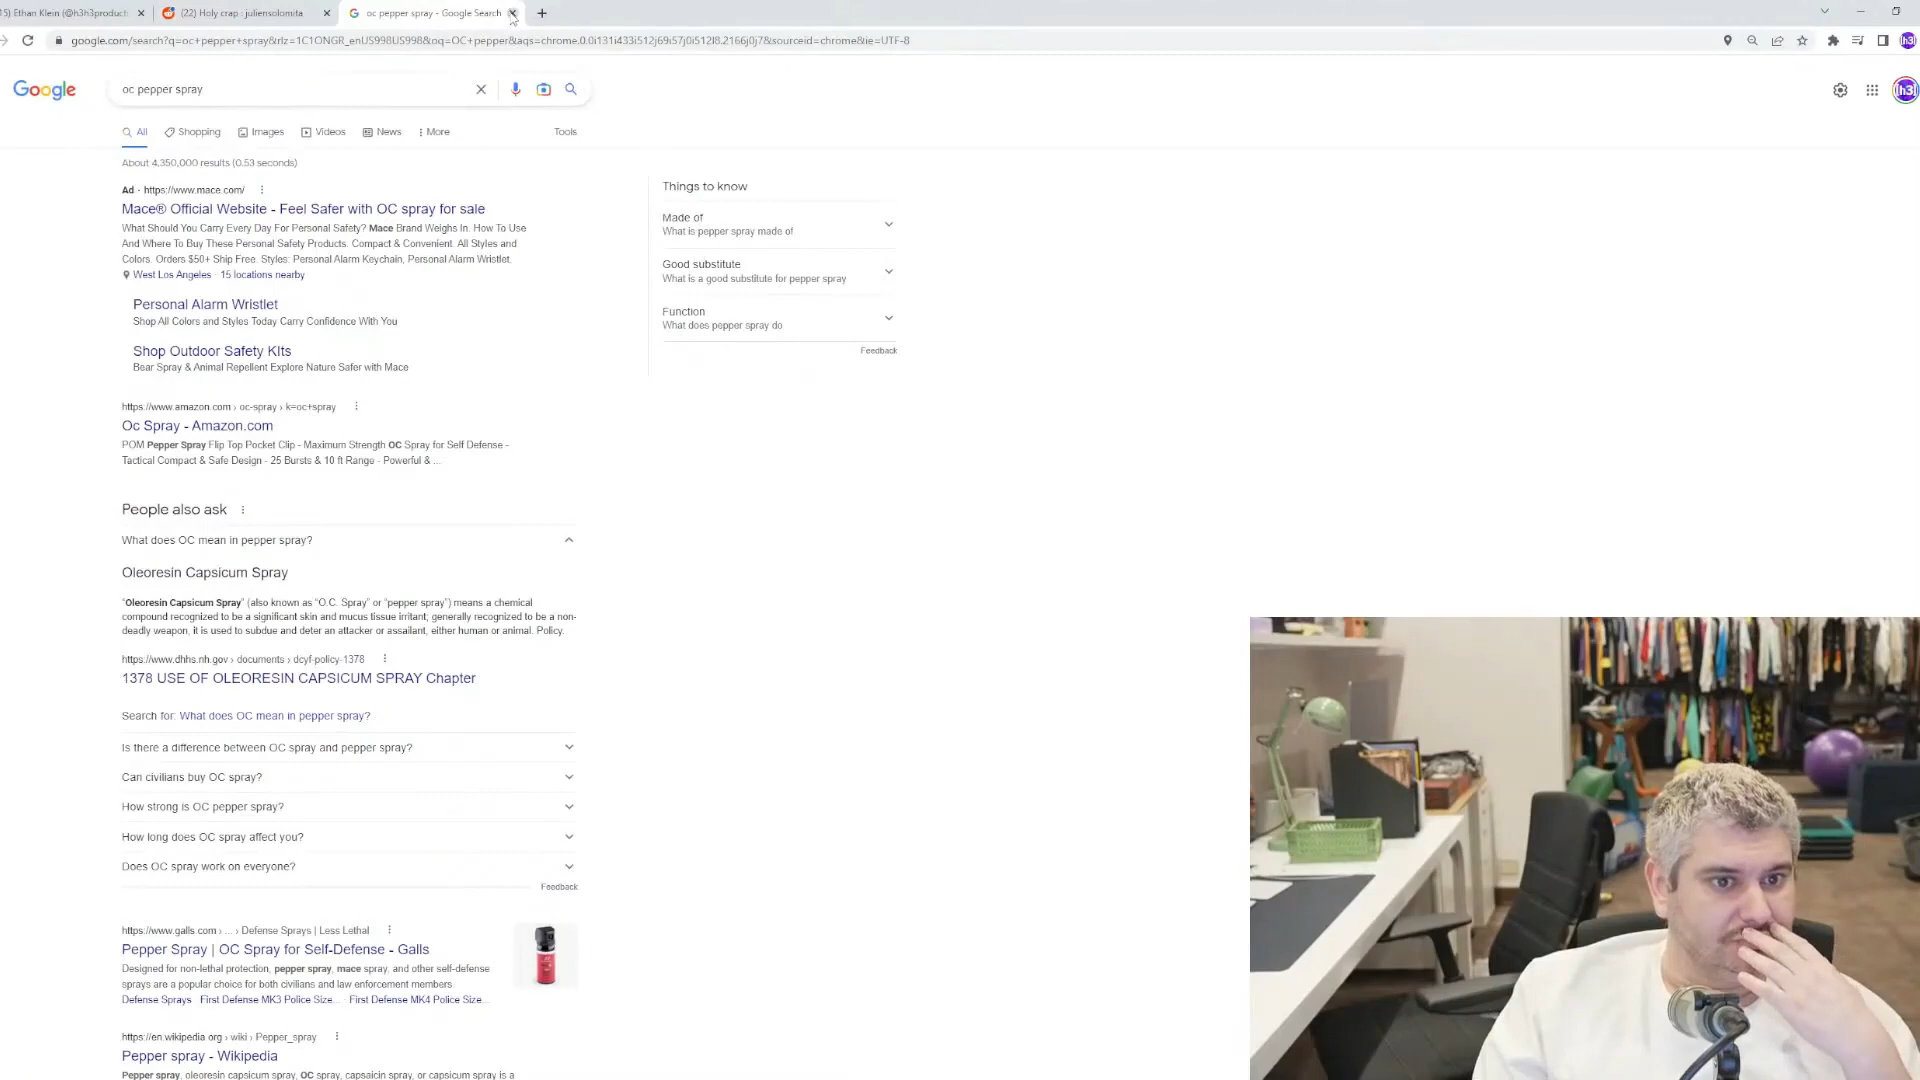 15) Ethan Klein (@h3h3producti
(22) Holy crap : juliensolomita
oc pepper spray - Google Search
google.com/search?q=oc+pepper+spray&rlz=1C1ONGR_enUS998US998&oq=OC+pepper&aqs=chrome.0.0i131i433i512j69i57j0i512l8.2166j0j7&sourceid=chrome&ie=UTF-8
Google
oc pepper spray
h3
All
Shopping
Images
Videos
News
More
Tools
About 4,350,000 results (0.53 seconds)
Ad · https://www.mace.com/
Mace® Official Website - Feel Safer with OC spray for sale
What Should You Carry Every Day For Personal Safety? Mace Brand Weighs In. How To Use
And Where To Buy These Personal Safety Products. Compact & Convenient. All Styles and
Colors. Orders $50+ Ship Free. Styles: Personal Alarm Keychain, Personal Alarm Wristlet.
West Los Angeles · 15 locations nearby
Personal Alarm Wristlet
Shop All Colors and Styles Today Carry Confidence With You
Shop Outdoor Safety KIts
Bear Spray & Animal Repellent Explore Nature Safer with Mace
https://www.amazon.com › oc-spray › k=oc+spray
Oc Spray - Amazon.com
POM Pepper Spray Flip Top Pocket Clip - Maximum Strength OC Spray for Self Defense -
Tactical Compact & Safe Design - 25 Bursts & 10 ft Range - Powerful & ...
People also ask
What does OC mean in pepper spray?
Oleoresin Capsicum Spray
“Oleoresin Capsicum Spray” (also known as “O.C. Spray” or “pepper spray”) means a chemical
compound recognized to be a significant skin and mucus tissue irritant; generally recognized to be a non-
deadly weapon, it is used to subdue and deter an attacker or assailant, either human or animal. Policy.
https://www.dhhs.nh.gov › documents › dcyf-policy-1378
1378 USE OF OLEORESIN CAPSICUM SPRAY Chapter
Search for: What does OC mean in pepper spray?
Is there a difference between OC spray and pepper spray?
Can civilians buy OC spray?
How strong is OC pepper spray?
How long does OC spray affect you?
Does OC spray work on everyone?
Feedback
https://www.galls.com › ... › Defense Sprays | Less Lethal
Pepper Spray | OC Spray for Self-Defense - Galls
Designed for non-lethal protection, pepper spray, mace spray, and other self-defense
sprays are a popular choice for both civilians and law enforcement members
Defense Sprays · First Defense MK3 Police Size... · First Defense MK4 Police Size...
https://en.wikipedia.org › wiki › Pepper_spray
Pepper spray - Wikipedia
Pepper spray, oleoresin capsicum spray, OC spray, capsaicin spray, or capsicum spray is a
Things to know
Made of
What is pepper spray made of
Good substitute
What is a good substitute for pepper spray
Function
What does pepper spray do
Feedback